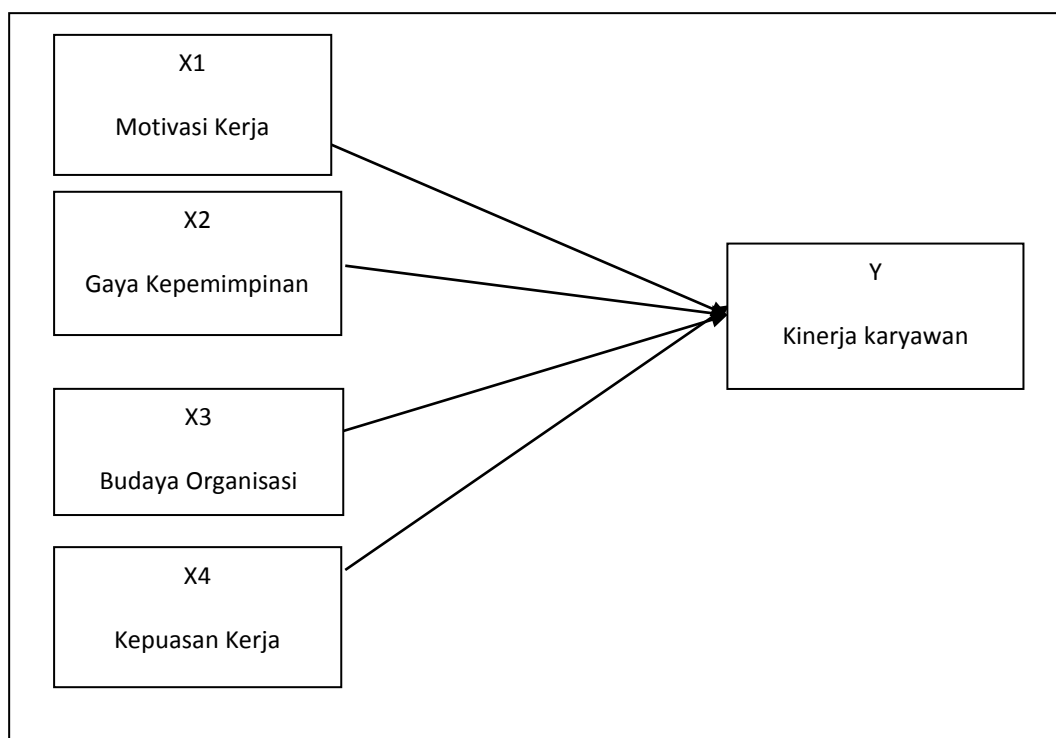 X1
Motivasi Kerja
X2
Gaya Kepemimpinan
X3
Budaya Organisasi
X4
Kepuasan Kerja
Y
Kinerja karyawan